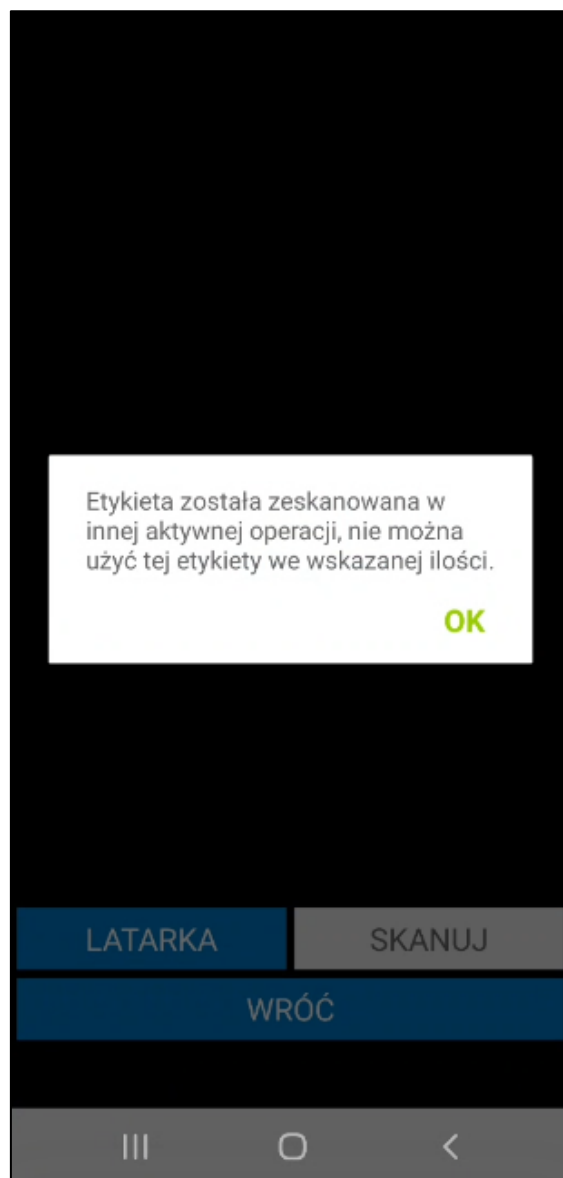 Etykieta została zeskanowana w
innej aktywnej operacji, nie można
użyć tej etykiety we wskazanej ilości.
OK
LATARKA SKANUJ
WRÓĆ